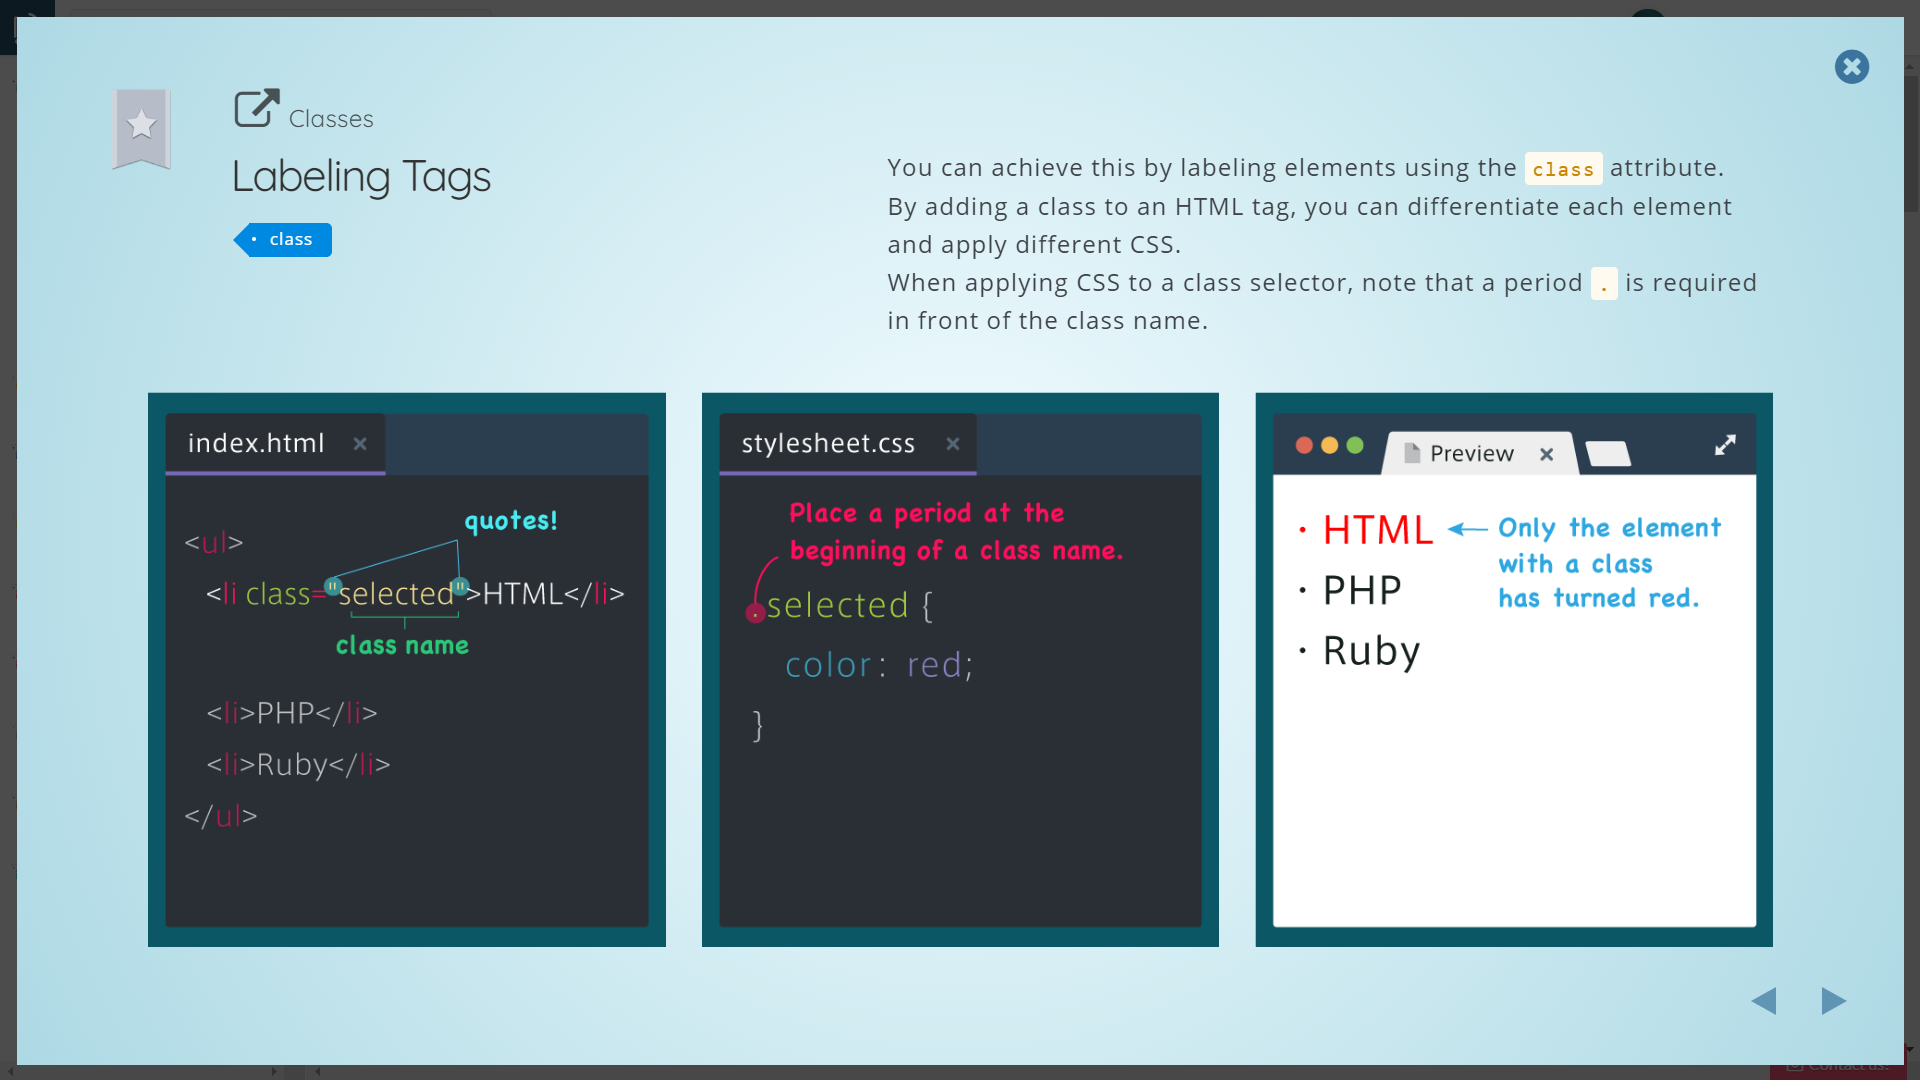 Classes
Labeling Tags
• class
You can achieve this by labeling elements using the class attribute.
By adding a class to an HTML tag, you can differentiate each element
and apply different CSS.
When applying CSS to a class selector, note that a period . is required
in front of the class name.
index.html
quotes!
<ul>
<li class="selected">HTML</li>
class name
<li>PHP</li>
<li>Ruby</li>
</ul>
stylesheet.css
Place a period at the
beginning of a class name.
.selected {
color: red;
}
Preview
• HTML
Only the element
with a class
has turned red.
• PHP
• Ruby
Contact us!